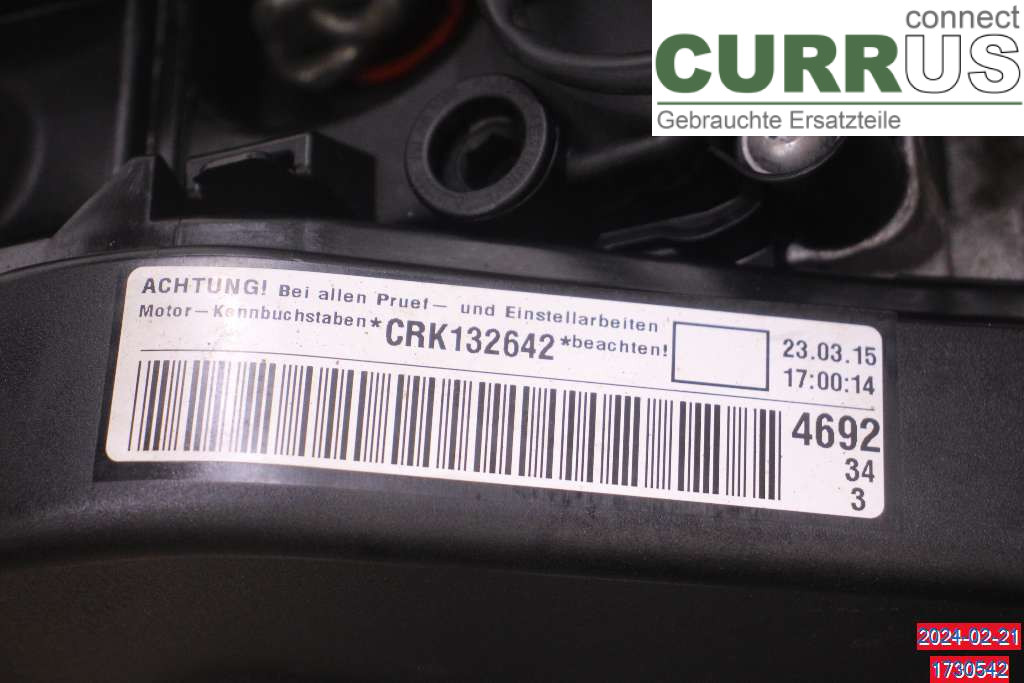 connect
CURRUS
Gebrauchte Ersatzteile
ACHTUNG! Bei allen Pruef- und Einstellarbeiten
Motor-Kennbuchstaben*CRK132642*beachten!
23.03.15
17:00:14
4692
34
3
2024-02-21
1730542